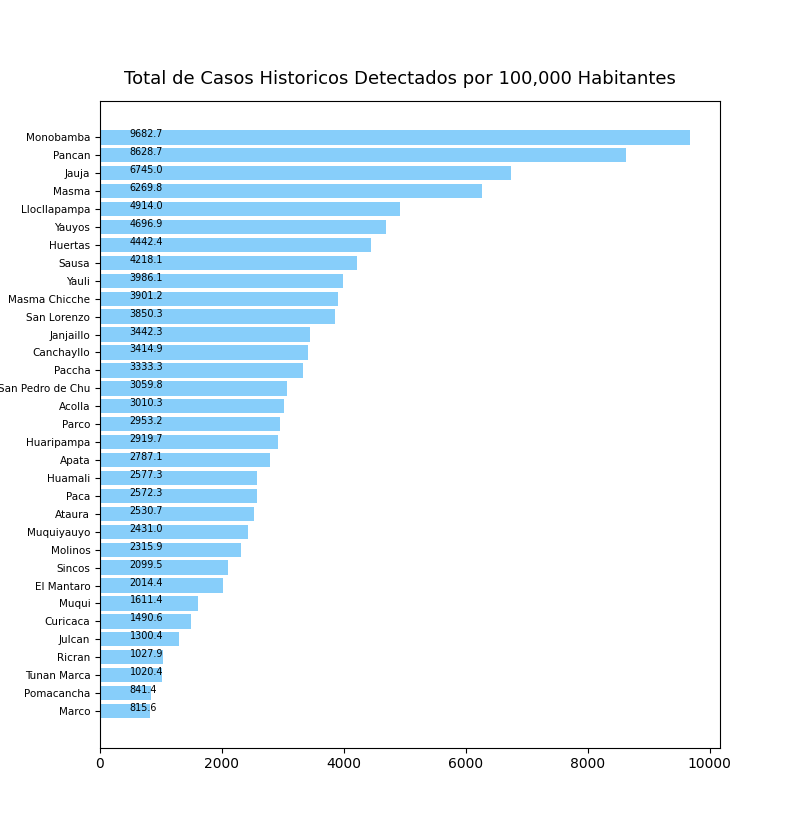 Total de Casos Historicos Detectados por 100,000 Habitantes
Monobamba 9682.7
Pancan 8628.7
Jauja 6745.0
Masma 6269.8
Llocllapampa 4914.0
Yauyos 4696.9
Huertas 4442.4
Sausa 4218.1
Yauli 3986.1
Masma Chicche 3901.2
San Lorenzo 3850.3
Janjaillo 3442.3
Canchayllo 3414.9
Paccha 3333.3
San Pedro de Chu 3059.8
Acolla 3010.3
Parco 2953.2
Huaripampa 2919.7
Apata 2787.1
Huamali 2577.3
Paca 2572.3
Ataura 2530.7
Muquiyauyo 2431.0
Molinos 2315.9
Sincos 2099.5
El Mantaro 2014.4
Muqui 1611.4
Curicaca 1490.6
Julcan 1300.4
Ricran 1027.9
Tunan Marca 1020.4
Pomacancha 841.4
Marco 815.6
0 2000 4000 6000 8000 10000